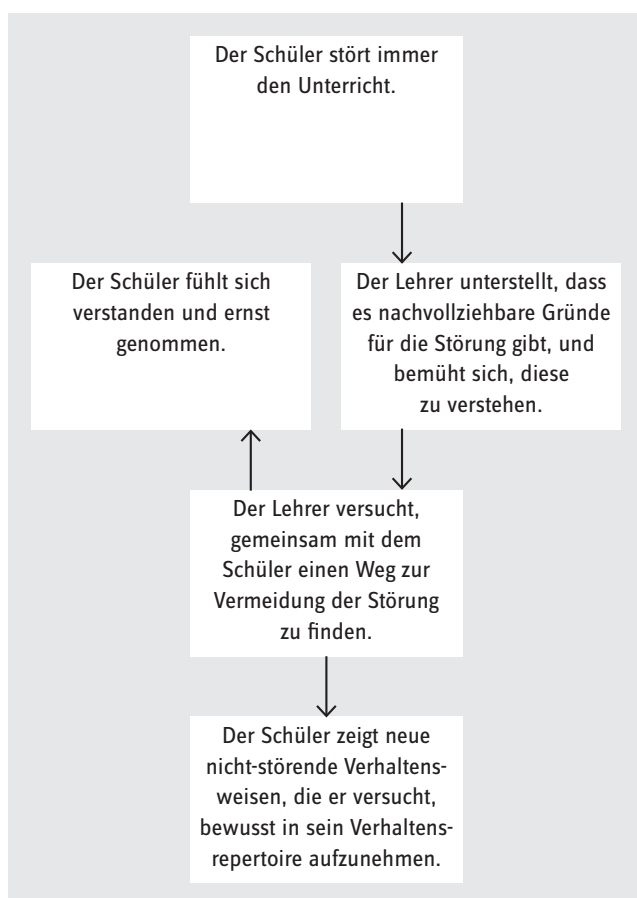 Der Schüler stört immer
den Unterricht.
Der Schüler fühlt sich
verstanden und ernst
genommen.
Der Lehrer unterstellt, dass
es nachvollziehbare Gründe
für die Störung gibt, und
bemüht sich, diese
zu verstehen.
Der Lehrer versucht,
gemeinsam mit dem
Schüler einen Weg zur
Vermeidung der Störung
zu finden.
Der Schüler zeigt neue
nicht-störende Verhaltens-
weisen, die er versucht,
bewusst in sein Verhaltens-
repertoire aufzunehmen.